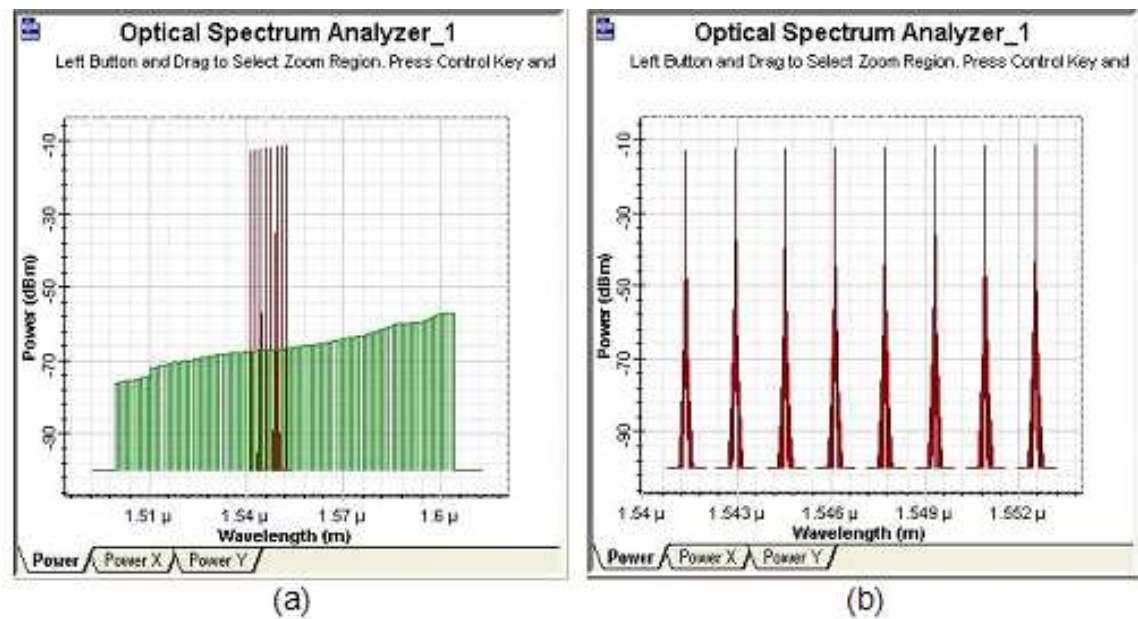 Optical Spectrum Analyzer_1
Left Button and Drag to Select Zoom Region. Press Control Key and
Power (dBm)
-10
-30
-50
-70
-90
1.51 µ 1.54 µ 1.57 µ 1.6 µ
Wavelength (m)
Power Power X Power Y
(a)
Optical Spectrum Analyzer_1
Left Button and Drag to Select Zoom Region. Press Control Key and
Power (dBm)
-10
-30
-50
-70
-90
1.54 µ 1.543 µ 1.546 µ 1.549 µ 1.552 µ
Wavelength (m)
Power Power X Power Y
(b)